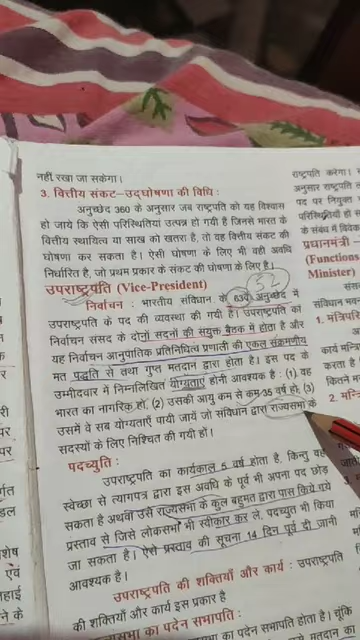 नहीं रखा जा सकेगा।
3. वित्तीय संकट–उद्घोषणा की विधि :
अनुच्छेद 360 के अनुसार जब राष्ट्रपति को यह विश्वास
हो जाये कि ऐसी परिस्थितियां उत्पन्न हो गयी हैं जिनसे भारत के
वित्तीय स्थायित्व या साख को खतरा है, तो वह वित्तीय संकट की
घोषणा कर सकता है। ऐसी घोषणा के लिए भी वही अवधि
निर्धारित है, जो प्रथम प्रकार के संकट की घोषणा के लिए है।
52
उपराष्ट्रपति (Vice-President)
निर्वाचन : भारतीय संविधान के 63वें अनुच्छेद में
उपराष्ट्रपति के पद की व्यवस्था की गयी है। उपराष्ट्रपति का
निर्वाचन संसद के दोनों सदनों की संयुक्त बैठक में होता है और
यह निर्वाचन आनुपातिक प्रतिनिधित्व प्रणाली की एकल संक्रमणीय
मत पद्धति से तथा गुप्त मतदान द्वारा होता है। इस पद के
उम्मीदवार में निम्नलिखित योग्यताएं होनी आवश्यक है : (1) वह
भारत का नागरिक हो, (2) उसकी आयु कम से कम 35 वर्ष हो, (3)
उसमें वे सब योग्यताएं पायी जायें जो संविधान द्वारा राज्यसभा के
सदस्यों के लिए निश्चित की गयी हों।
पदच्युति :
उपराष्ट्रपति का कार्यकाल 5 वर्ष होता है, किन्तु वह
स्वेच्छा से त्यागपत्र द्वारा इस अवधि के पूर्व भी अपना पद छोड़
सकता है अथवा उसे राज्यसभा के कुल बहुमत द्वारा पास किये गये
प्रस्ताव से जिसे लोकसभा भी स्वीकार कर ले, पदच्युत भी किया
जा सकता है। ऐसे प्रस्ताव की सूचना 14 दिन पूर्व दी जानी
आवश्यक है।
उपराष्ट्रपति की शक्तियाँ और कार्य : उपराष्ट्रपति
की शक्तियाँ और कार्य इस प्रकार हैं
सभा का पदेन सभापति :
राष्ट्रपति करेगा।
अनुसार राष्ट्रपति
पद पर नियुक्त
परिस्थितियों
के संबंध में
प्रधानमन्त्री
(Functions
Minister)
संविधान
1.
कार्य
कितने
2.